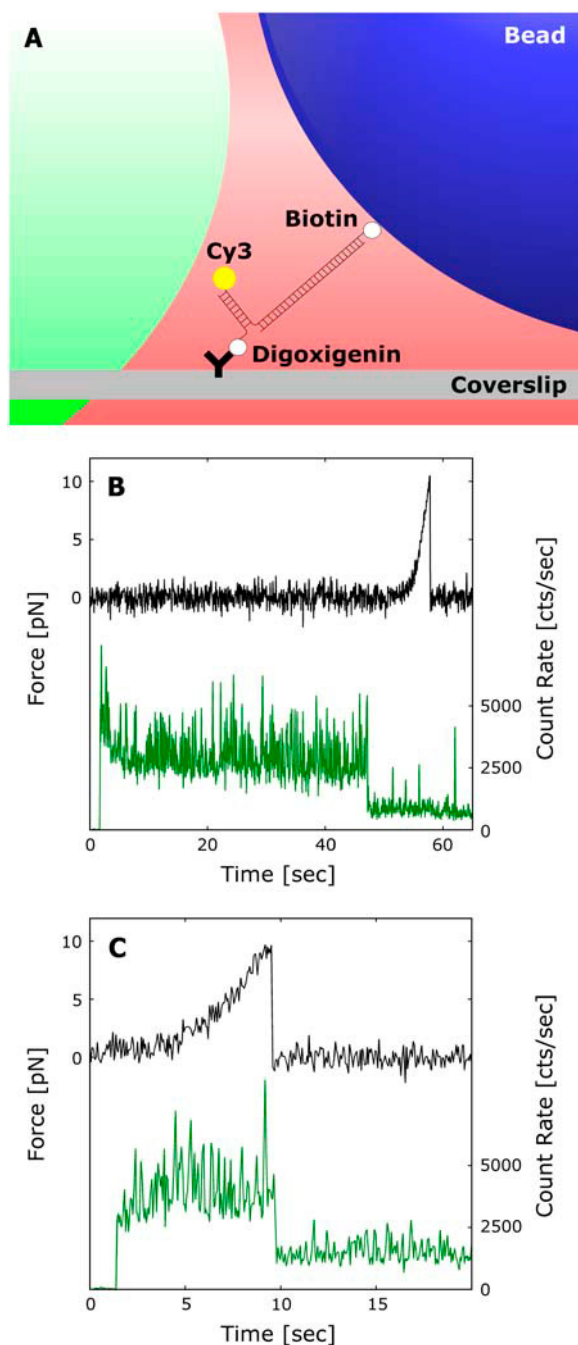 A
Bead
Biotin
Cy3
Digoxigenin
Coverslip
B
10
5
0
Force [pN]
5000
2500
0
Count Rate [cts/sec]
0 20 40 60
Time [sec]
C
10
5
0
Force [pN]
5000
2500
0
Count Rate [cts/sec]
0 5 10 15
Time [sec]